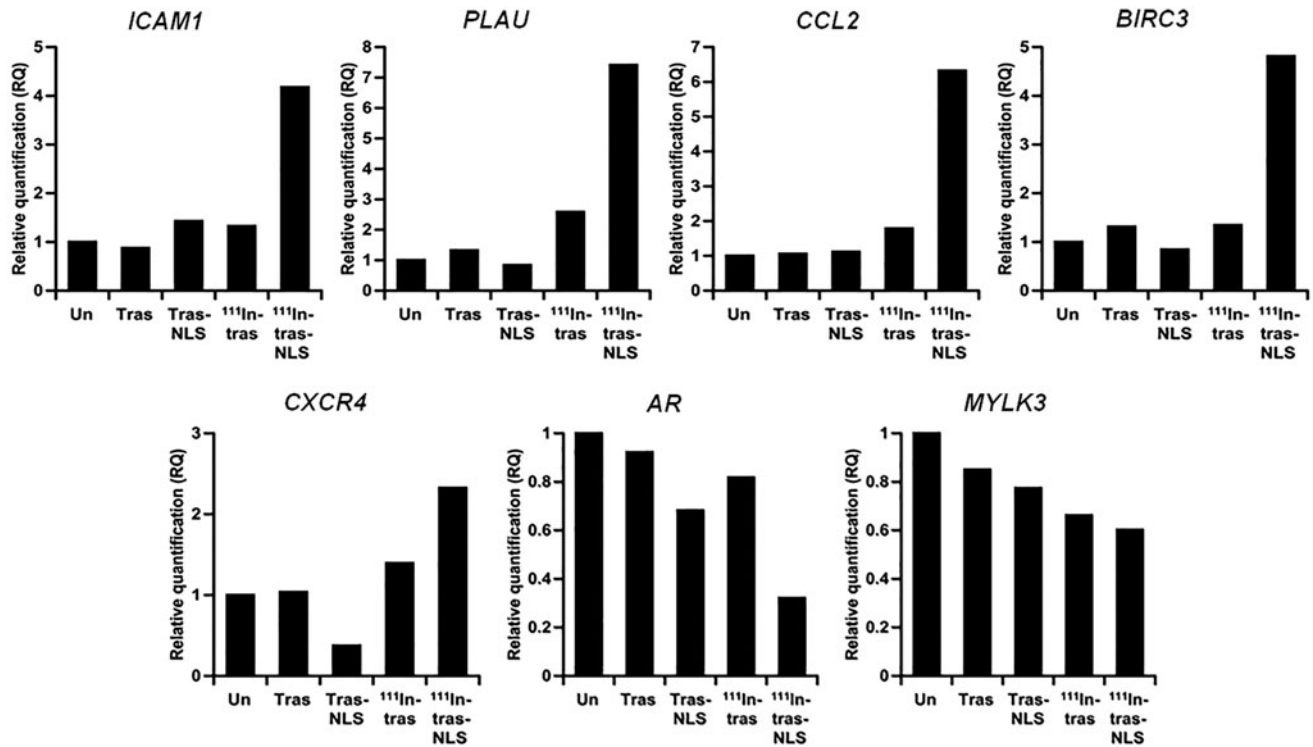 ICAM1
Relative quantification (RQ)
5
4
3
2
1
0
Un
Tras
Tras-
NLS
¹¹¹In-
tras
¹¹¹In-
tras-
NLS
PLAU
Relative quantification (RQ)
8
7
6
5
4
3
2
1
0
Un
Tras
Tras-
NLS
¹¹¹In-
tras
¹¹¹In-
tras-
NLS
CCL2
Relative quantification (RQ)
7
6
5
4
3
2
1
0
Un
Tras
Tras-
NLS
¹¹¹In-
tras
¹¹¹In-
tras-
NLS
BIRC3
Relative quantification (RQ)
5
4
3
2
1
0
Un
Tras
Tras-
NLS
¹¹¹In-
tras
¹¹¹In-
tras-
NLS
CXCR4
Relative quantification (RQ)
3
2
1
0
Un
Tras
Tras-
NLS
¹¹¹In-
tras
¹¹¹In-
tras-NLS
AR
Relative quantification (RQ)
1
0.8
0.6
0.4
0.2
0
Un
Tras
Tras-
NLS
¹¹¹In-
tras
¹¹¹In-
tras-NLS
MYLK3
Relative quantification (RQ)
1
0.8
0.6
0.4
0.2
0
Un
Tras
Tras-
NLS
¹¹¹In-
tras
¹¹¹In-
tras-NLS